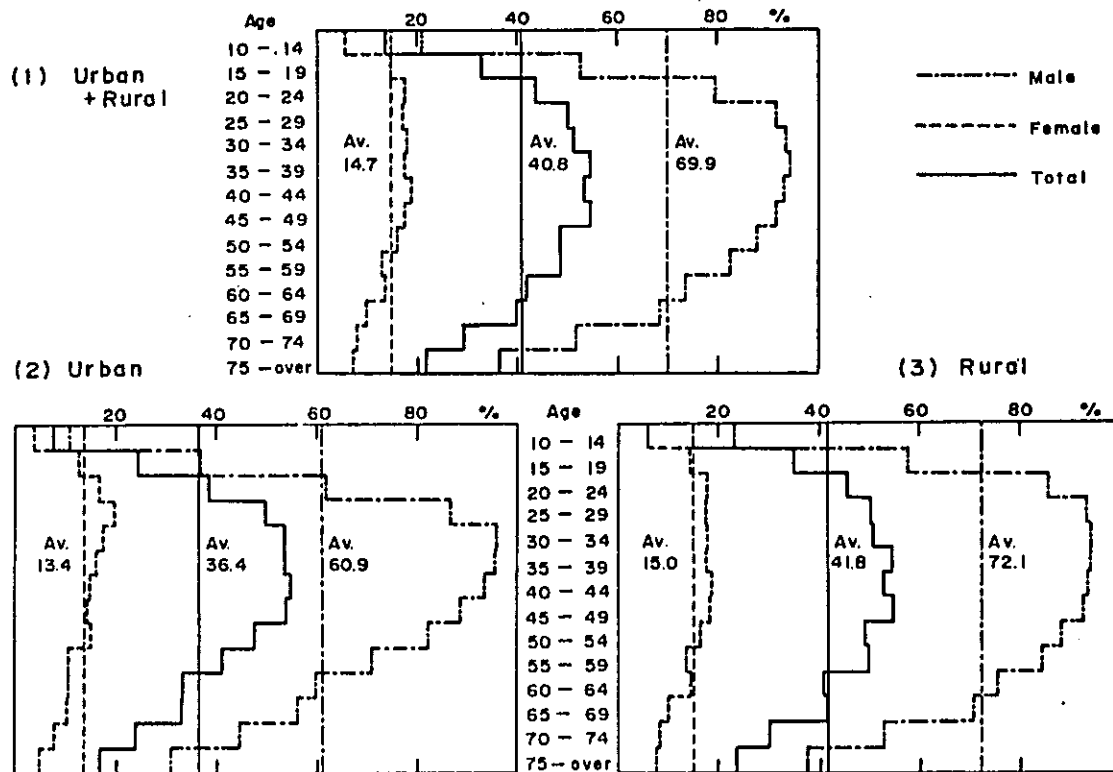 Age 20 40 60 80 %
(1) Urban
+Rural
10 - .14
15 - 19
20 - 24
25 - 29
30 - 34
35 - 39
40 - 44
45 - 49
50 - 54
55 - 59
60 - 64
65 - 69
70 - 74
75 - over
Av.
14.7
Av.
40.8
Av.
69.9
Male
Female
Total
(2) Urban
20 40 60 80 %
Av.
13.4
Av.
36.4
Av.
60.9
Age
10 - 14
15 - 19
20 - 24
25 - 29
30 - 34
35 - 39
40 - 44
45 - 49
50 - 54
55 - 59
60 - 64
65 - 69
70 - 74
75 - over
(3) Rural
20 40 60 80 %
Av.
15.0
Av.
41.8
Av.
72.1